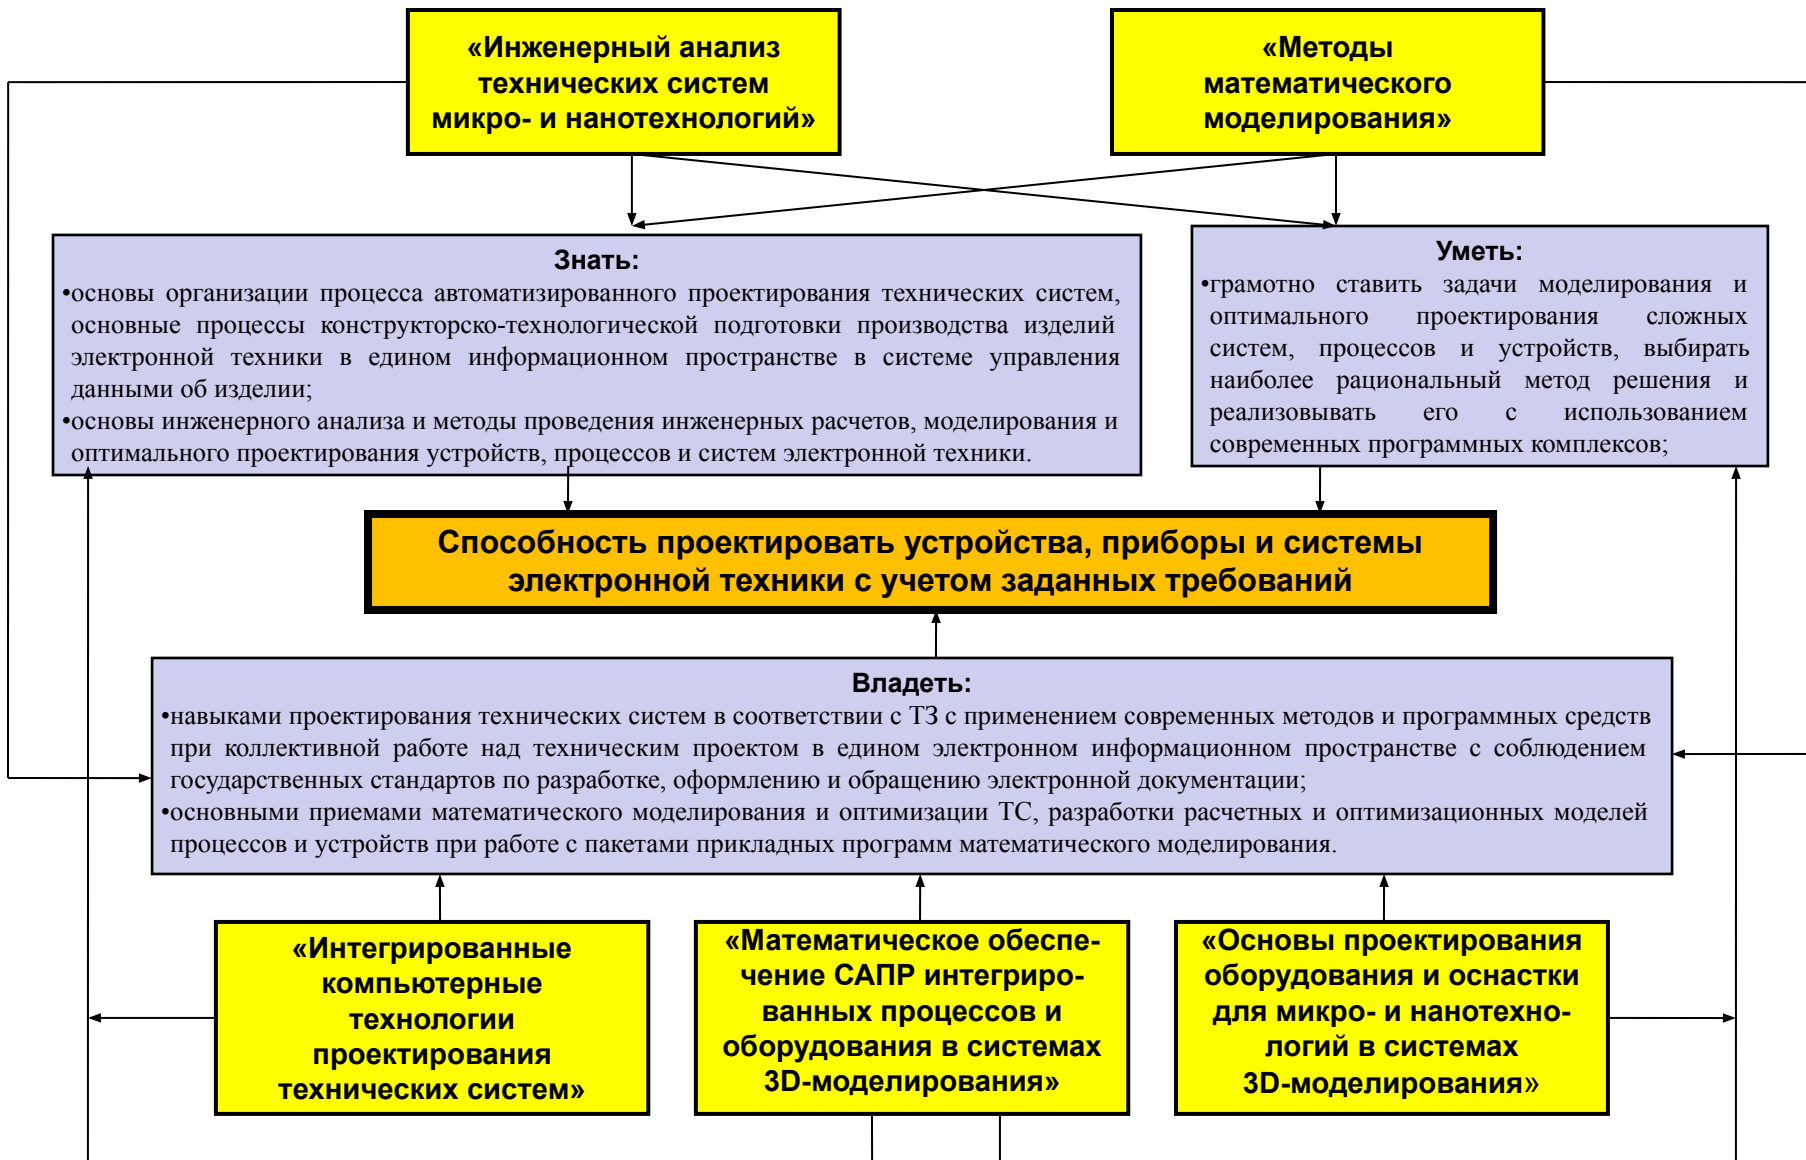 «Инженерный анализ
технических систем
микро- и нанотехнологий»
«Методы
математического
моделирования»
Знать:
•основы организации процесса автоматизированного проектирования технических систем,
основные процессы конструкторско-технологической подготовки производства изделий
электронной техники в едином информационном пространстве в системе управления
данными об изделии;
•основы инженерного анализа и методы проведения инженерных расчетов, моделирования и
оптимального проектирования устройств, процессов и систем электронной техники.
Уметь:
•грамотно ставить задачи моделирования и
оптимального проектирования сложных
систем, процессов и устройств, выбирать
наиболее рациональный метод решения и
реализовывать его с использованием
современных программных комплексов;
Способность проектировать устройства, приборы и системы
электронной техники с учетом заданных требований
Владеть:
•навыками проектирования технических систем в соответствии с ТЗ с применением современных методов и программных средств
при коллективной работе над техническим проектом в едином электронном информационном пространстве с соблюдением
государственных стандартов по разработке, оформлению и обращению электронной документации;
•основными приемами математического моделирования и оптимизации ТС, разработки расчетных и оптимизационных моделей
процессов и устройств при работе с пакетами прикладных программ математического моделирования.
«Интегрированные
компьютерные
технологии
проектирования
технических систем»
«Математическое обеспе-
чение САПР интегриро-
ванных процессов и
оборудования в системах
3D-моделирования»
«Основы проектирования
оборудования и оснастки
для микро- и нанотехно-
логий в системах
3D-моделирования»